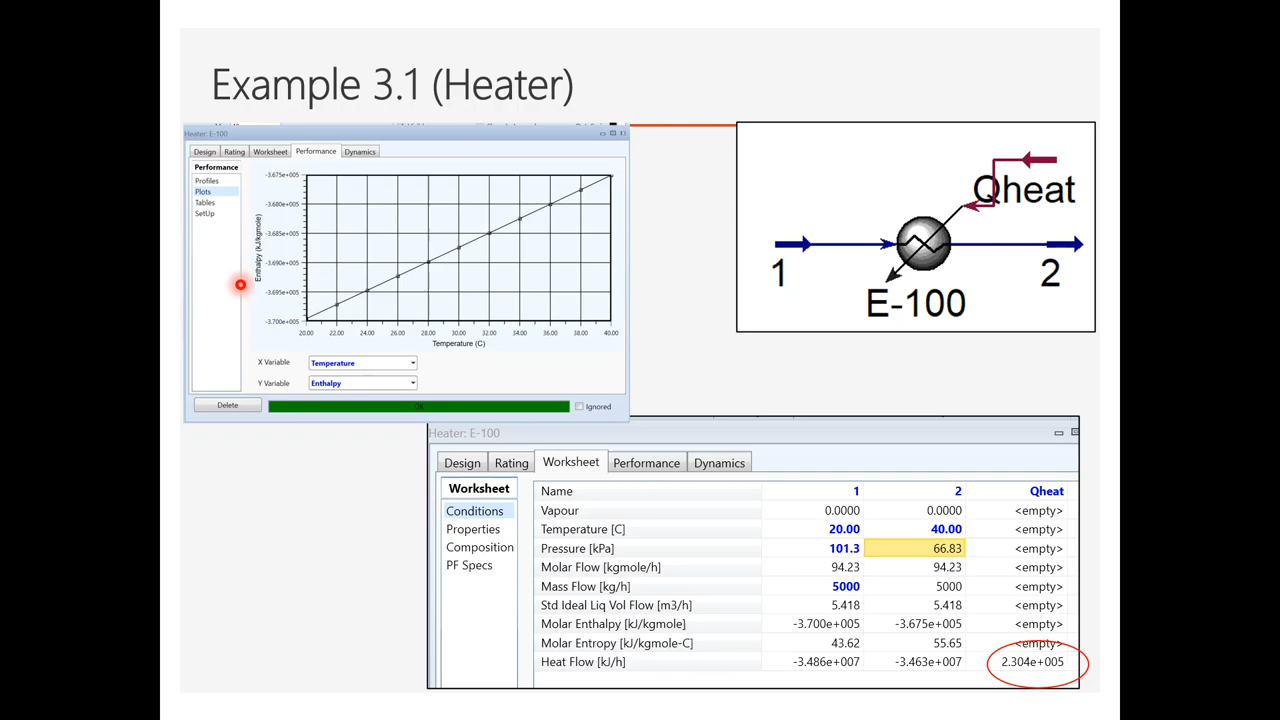 Example 3.1 (Heater)
Heater: E-100
Design Rating Worksheet Performance Dynamics
Performance
Profiles
Plots
Tables
SetUp
Enthalpy (kJ/kgmole)
-3.675e+005
-3.680e+005
-3.685e+005
-3.690e+005
-3.695e+005
-3.700e+005
20.00 22.00 24.00 26.00 28.00 30.00 32.00 34.00 36.00 38.00 40.00
Temperature (C)
X Variable Temperature
Y Variable Enthalpy
Delete OK Ignored
Qheat
1
2
E-100
Heater: E-100
Design Rating Worksheet Performance Dynamics
Worksheet
Conditions
Properties
Composition
PF Specs
Name 1 2 Qheat
Vapour 0.0000 0.0000 <empty>
Temperature [C] 20.00 40.00 <empty>
Pressure [kPa] 101.3 66.83 <empty>
Molar Flow [kgmole/h] 94.23 94.23 <empty>
Mass Flow [kg/h] 5000 5000 <empty>
Std Ideal Liq Vol Flow [m3/h] 5.418 5.418 <empty>
Molar Enthalpy [kJ/kgmole] -3.700e+005 -3.675e+005 <empty>
Molar Entropy [kJ/kgmole-C] 43.62 55.65 <empty>
Heat Flow [kJ/h] -3.486e+007 -3.463e+007 2.304e+005